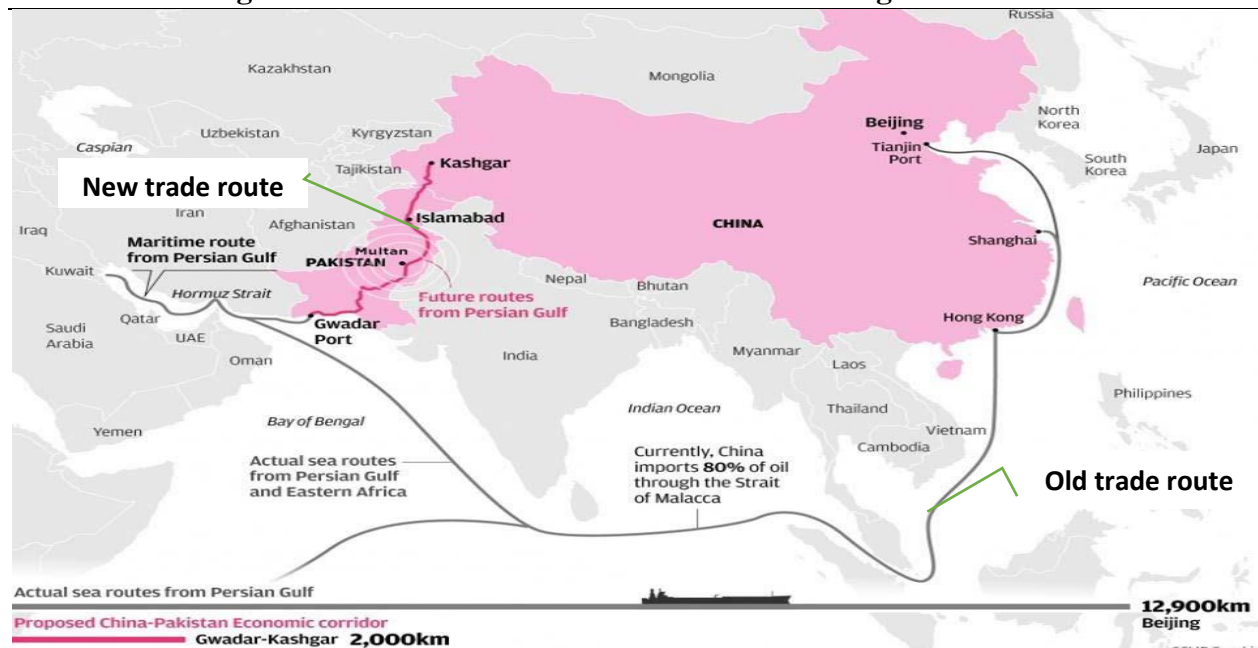 Russia
Kazakhstan
Mongolia
Uzbekistan
Kyrgyzstan
Beijing
Tianjin
Port
North
Korea
South
Korea
Japan
Caspian
Tajikistan
Kashgar
New trade route
Iran
Afghanistan
Islamabad
CHINA
Iraq
Maritime route
from Persian Gulf
Multan
PAKISTAN
Shanghai
Kuwait
Hormuz Strait
Nepal
Bhutan
Pacific Ocean
Future routes
from Persian Gulf
Qatar
Gwadar
Port
Saudi
Arabia
UAE
Bangladesh
Hong Kong
Oman
India
Myanmar
Laos
Philippines
Bay of Bengal
Indian Ocean
Thailand
Yemen
Vietnam
Cambodia
Actual sea routes
from Persian Gulf
and Eastern Africa
Currently, China
imports 80% of oil
through the Strait
of Malacca
Old trade route
Actual sea routes from Persian Gulf
12,900km
Beijing
Proposed China-Pakistan Economic corridor
Gwadar-Kashgar 2,000km